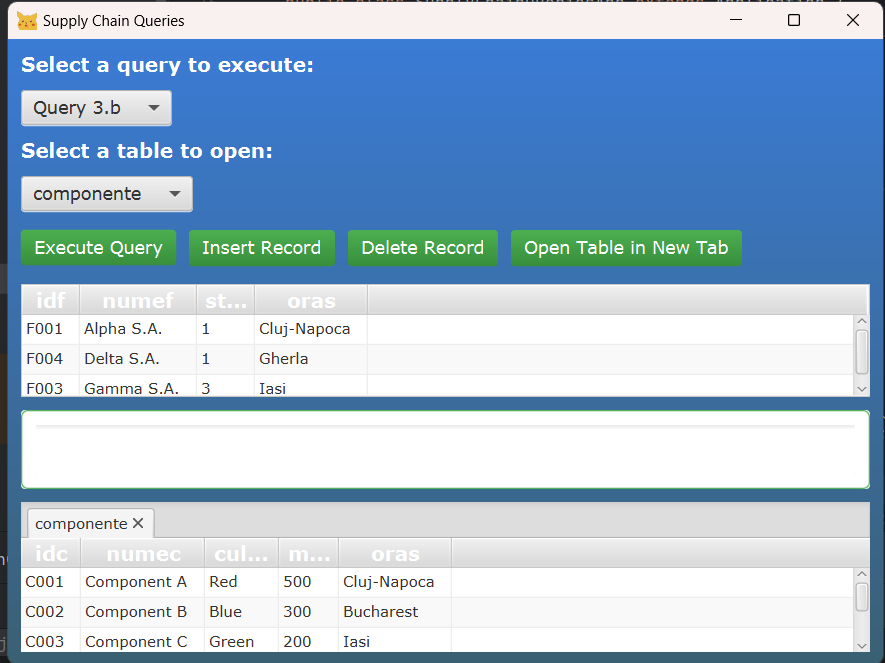 Supply Chain Queries
Select a query to execute:
Query 3.b
Select a table to open:
componente
Execute Query Insert Record Delete Record Open Table in New Tab
idf numef st... oras
F001 Alpha S.A. 1 Cluj-Napoca
F004 Delta S.A. 1 Gherla
F003 Gamma S.A. 3 Iasi
componente
idc numec cul... m... oras
C001 Component A Red 500 Cluj-Napoca
C002 Component B Blue 300 Bucharest
C003 Component C Green 200 Iasi